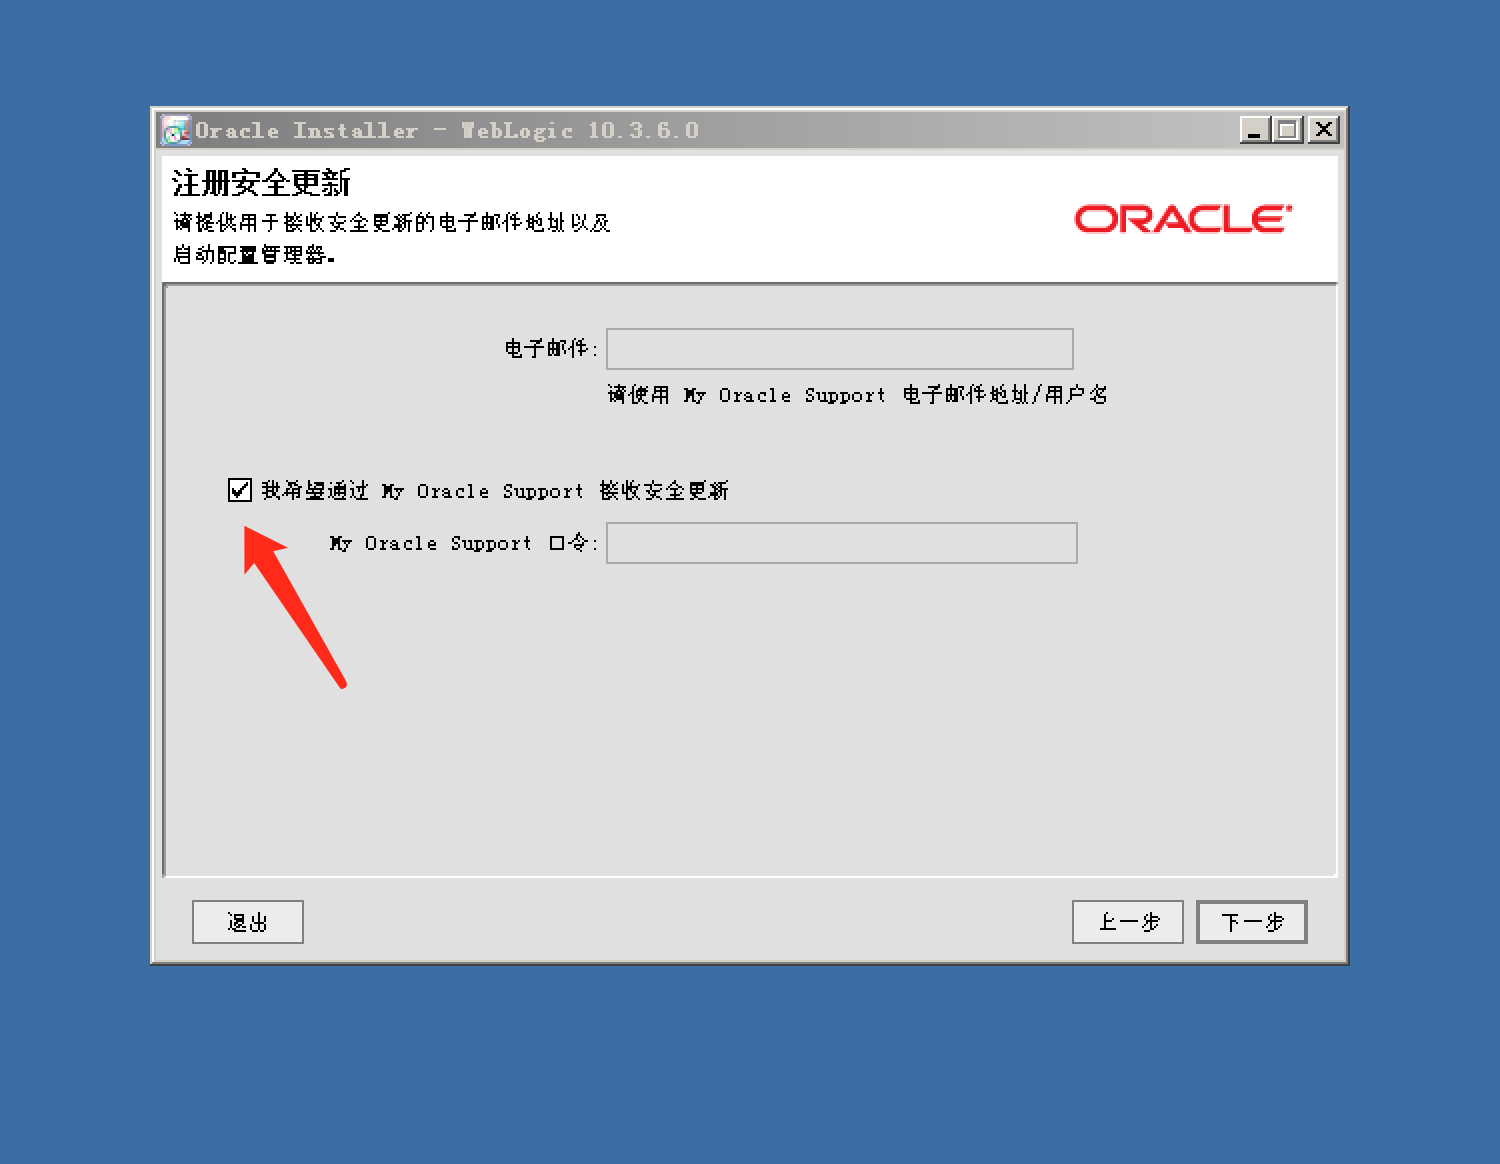 Oracle Installer - WebLogic 10.3.6.0
注册安全更新
请提供用于接收安全更新的电子邮件地址以及
启动配置管理器。
ORACLE
电子邮件:
请使用 My Oracle Support 电子邮件地址/用户名
我希望通过 My Oracle Support 接收安全更新
My Oracle Support 口令:
退出
上一步
下一步